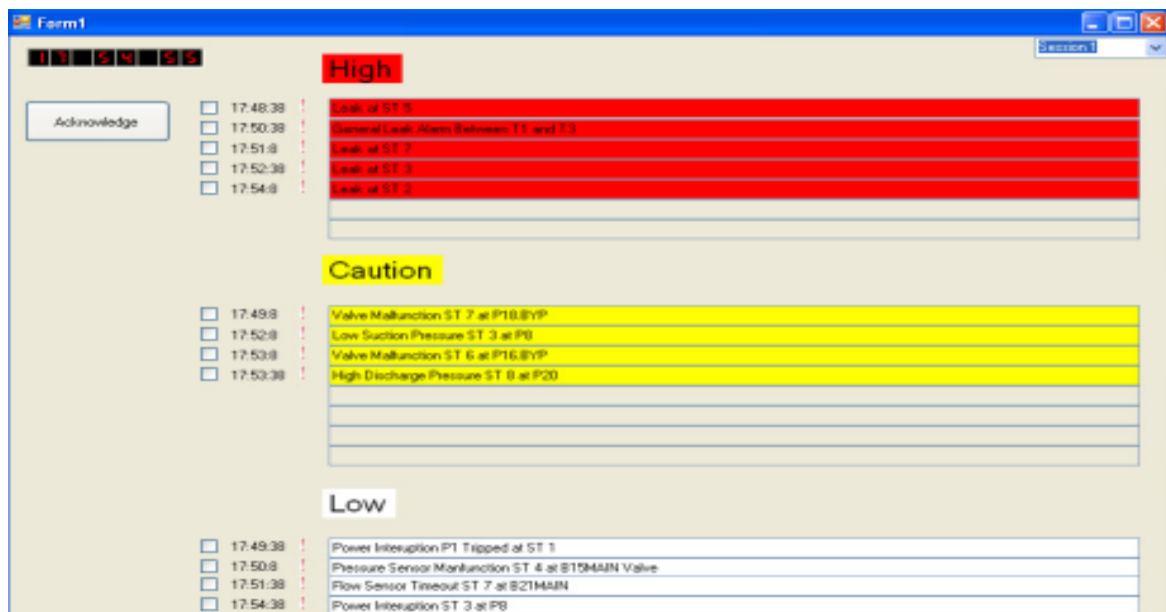 Form1
17 54 55
Session 1
High
Acknowledge
17:48:38 ! Leak at ST 5
17:50:38 ! General Leak Alarm Between T1 and T3
17:51:8 ! Leak at ST 7
17:52:38 ! Leak at ST 3
17:54:8 ! Leak at ST 2
Caution
17:49:8 ! Valve Malfunction ST 7 at P18.BYP
17:52:8 ! Low Suction Pressure ST 3 at P8
17:53:8 ! Valve Malfunction ST 6 at P16.BYP
17:53:38 ! High Discharge Pressure ST 8 at P20
Low
17:49:38 ! Power Interuption P1 Tripped at ST 1
17:50:8 ! Pressure Sensor Manfunction ST 4 at B15MAIN Valve
17:51:38 ! Flow Sensor Timeout ST 7 at B21MAIN
17:54:38 ! Power Interuption ST 3 at P8